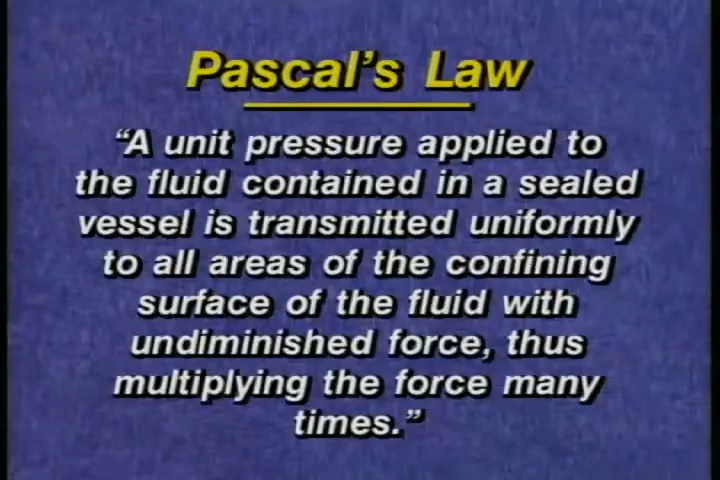 Pascal's Law
“A unit pressure applied to
the fluid contained in a sealed
vessel is transmitted uniformly
to all areas of the confining
surface of the fluid with
undiminished force, thus
multiplying the force many
times.”